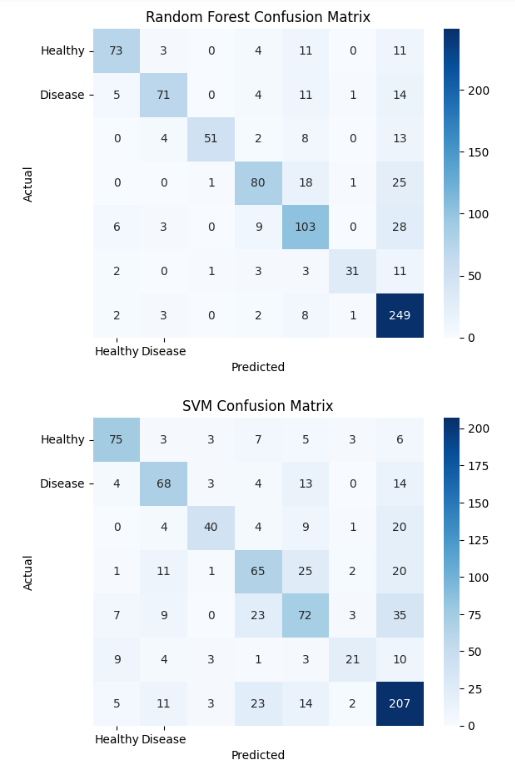 Random Forest Confusion Matrix
Healthy 73 3 0 4 11 0 11
Disease 5 71 0 4 11 1 14
0 4 51 2 8 0 13
0 0 1 80 18 1 25
6 3 0 9 103 0 28
2 0 1 3 3 31 11
2 3 0 2 8 1 249
Healthy Disease
Predicted
Actual
200
150
100
50
0
SVM Confusion Matrix
Healthy 75 3 3 7 5 3 6
Disease 4 68 3 4 13 0 14
0 4 40 4 9 1 20
1 11 1 65 25 2 20
7 9 0 23 72 3 35
9 4 3 1 3 21 10
5 11 3 23 14 2 207
Healthy Disease
Predicted
Actual
200
175
150
125
100
75
50
25
0